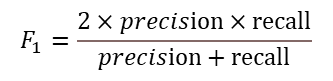 F₁ = (2 × precision × recall) / (precision + recall)